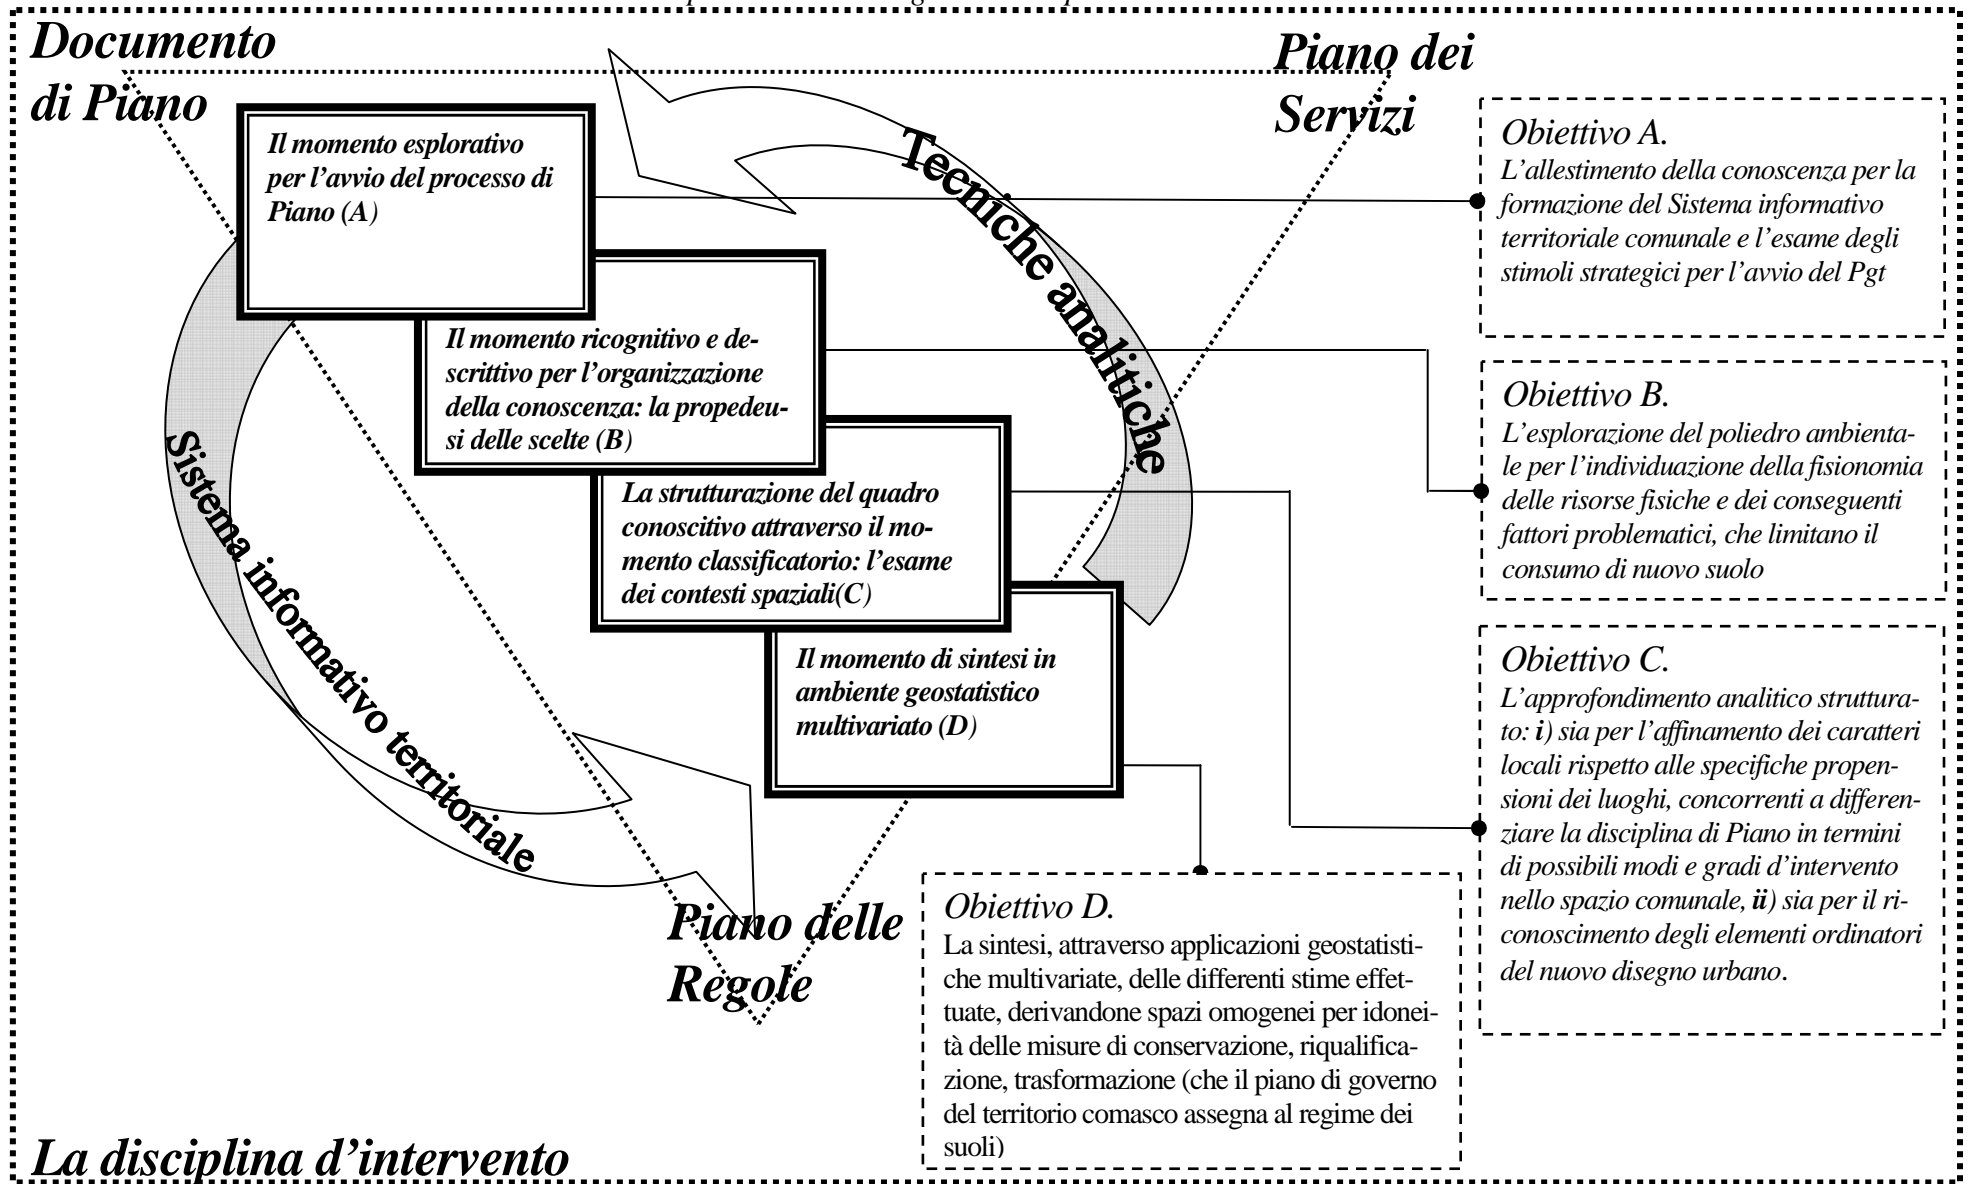 Documento
di Piano
Piano dei
Servizi
Il momento esplorativo
per l'avvio del processo di
Piano (A)
Il momento ricognitivo e de-
scrittivo per l'organizzazione
della conoscenza: la propedeu-
si delle scelte (B)
La strutturazione del quadro
conoscitivo attraverso il mo-
mento classificatorio: l'esame
dei contesti spaziali(C)
Il momento di sintesi in
ambiente geostatistico
multivariato (D)
Tecniche analitiche
Sistema informativo territoriale
Piano delle
Regole
Obiettivo A.
L'allestimento della conoscenza per la
formazione del Sistema informativo
territoriale comunale e l'esame degli
stimoli strategici per l'avvio del Pgt
Obiettivo B.
L'esplorazione del poliedro ambienta-
le per l'individuazione della fisionomia
delle risorse fisiche e dei conseguenti
fattori problematici, che limitano il
consumo di nuovo suolo
Obiettivo C.
L'approfondimento analitico struttura-
to: i) sia per l'affinamento dei caratteri
locali rispetto alle specifiche propen-
sioni dei luoghi, concorrenti a differen-
ziare la disciplina di Piano in termini
di possibili modi e gradi d'intervento
nello spazio comunale, ii) sia per il ri-
conoscimento degli elementi ordinatori
del nuovo disegno urbano.
Obiettivo D.
La sintesi, attraverso applicazioni geostatisti-
che multivariate, delle differenti stime effet-
tuate, derivandone spazi omogenei per idonei-
tà delle misure di conservazione, riqualifica-
zione, trasformazione (che il piano di governo
del territorio comasco assegna al regime dei
suoli)
La disciplina d'intervento